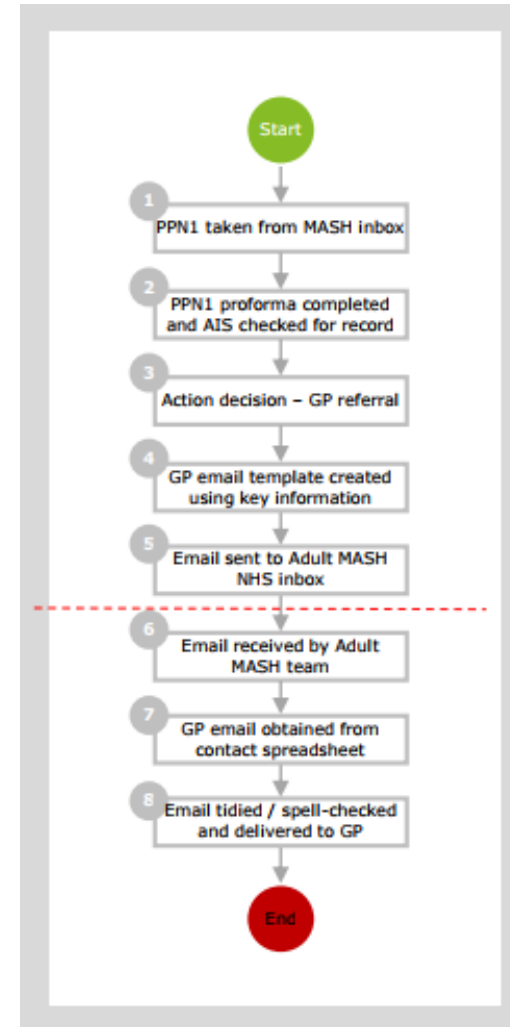 Start
1
PPN1 taken from MASH inbox
2
PPN1 proforma completed
and AIS checked for record
3
Action decision – GP referral
4
GP email template created
using key information
5
Email sent to Adult MASH
NHS inbox
6
Email received by Adult
MASH team
7
GP email obtained from
contact spreadsheet
8
Email tidied / spell-checked
and delivered to GP
End